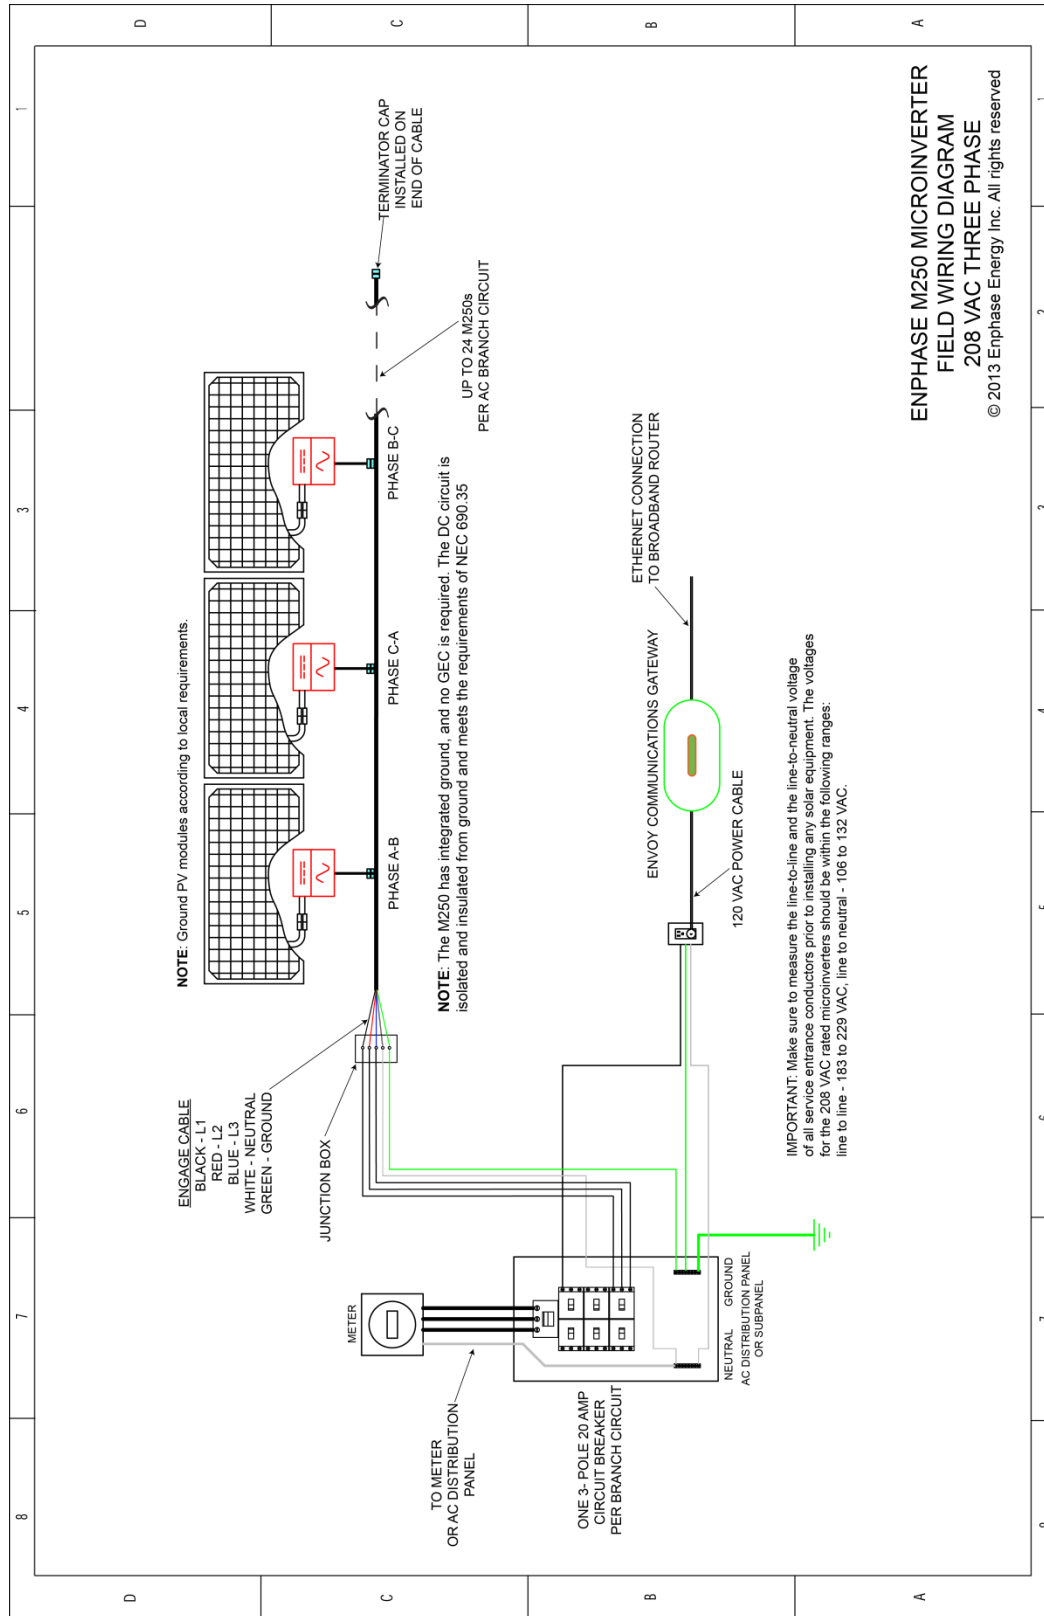 8
7
6
5
4
3
2
1
D
C
B
A
NOTE: Ground PV modules according to local requirements.
ENGAGE CABLE
BLACK - L1
RED - L2
BLUE - L3
WHITE - NEUTRAL
GREEN - GROUND
JUNCTION BOX
PHASE A-B
PHASE C-A
PHASE B-C
TERMINATOR CAP
INSTALLED ON
END OF CABLE
UP TO 24 M250s
PER AC BRANCH CIRCUIT
NOTE: The M250 has integrated ground, and no GEC is required. The DC circuit is
isolated and insulated from ground and meets the requirements of NEC 690.35
METER
TO METER
OR AC DISTRIBUTION
PANEL
ONE 3- POLE 20 AMP
CIRCUIT BREAKER
PER BRANCH CIRCUIT
NEUTRAL
GROUND
AC DISTRIBUTION PANEL
OR SUBPANEL
ENVOY COMMUNICATIONS GATEWAY
ETHERNET CONNECTION
TO BROADBAND ROUTER
120 VAC POWER CABLE
IMPORTANT: Make sure to measure the line-to-line and the line-to-neutral voltage
of all service entrance conductors prior to installing any solar equipment. The voltages
for the 208 VAC rated microinverters should be within the following ranges:
line to line - 183 to 229 VAC, line to neutral - 106 to 132 VAC.
ENPHASE M250 MICROINVERTER
FIELD WIRING DIAGRAM
208 VAC THREE PHASE
© 2013 Enphase Energy Inc. All rights reserved
D
C
B
A